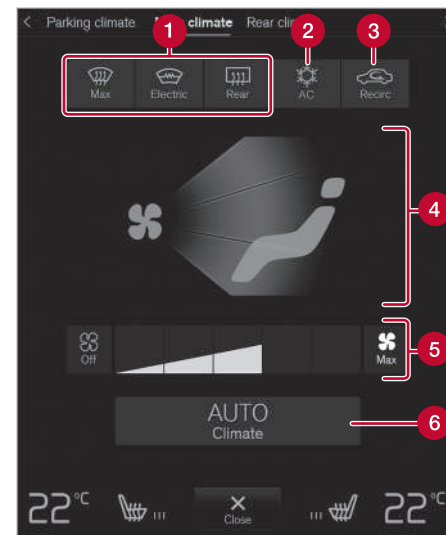 Parking climate climate Rear cli
1 2 3
Max Electric Rear AC Recirc
4
Off Max 5
AUTO
Climate 6
22°C Close 22°C